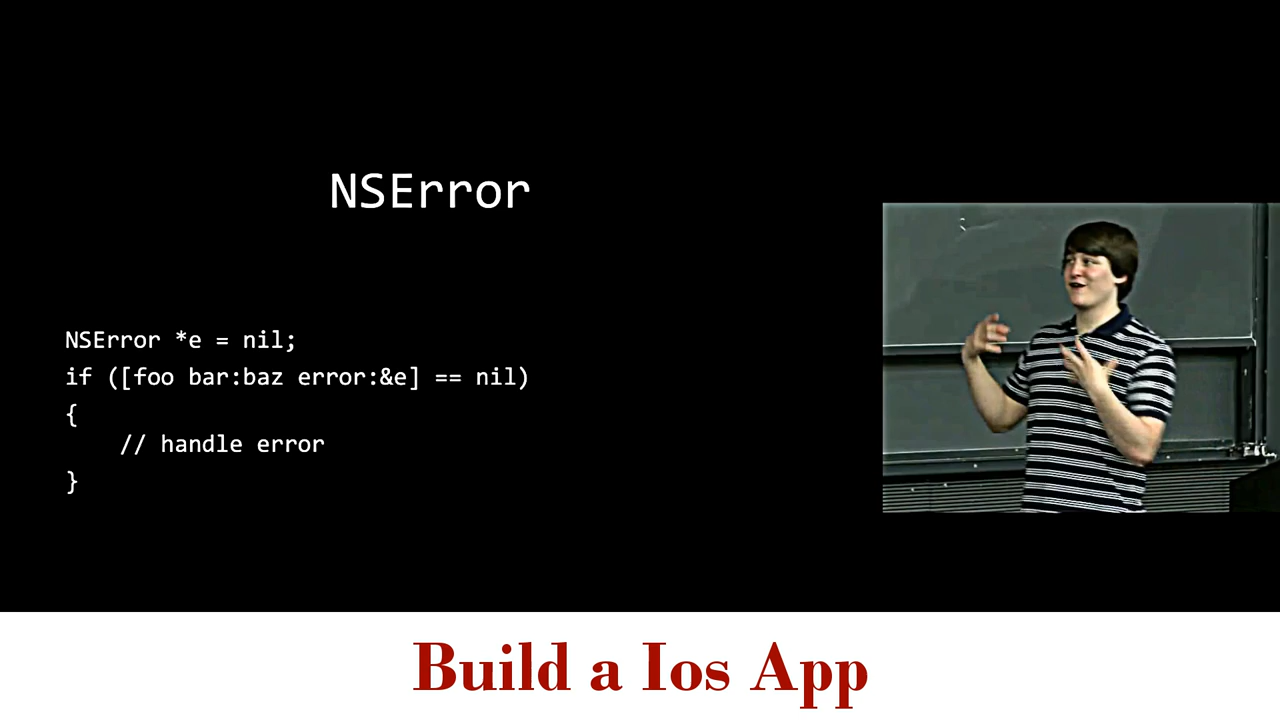 NSError
NSError *e = nil;
if ([foo bar:baz error:&e] == nil)
{
    // handle error
}
Build a Ios App